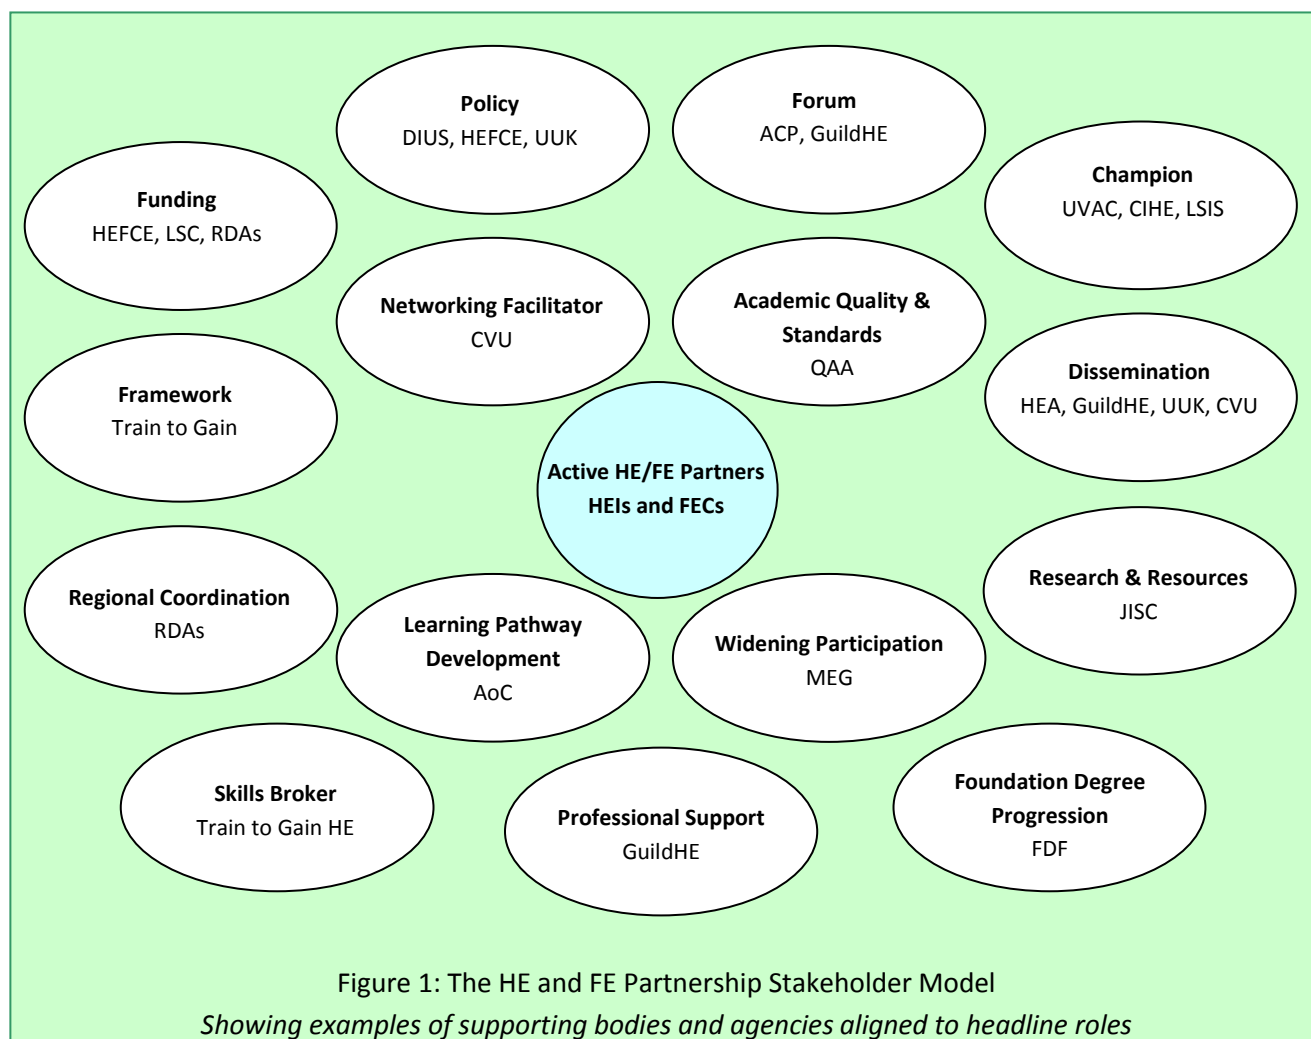 Policy
DIUS, HEFCE, UUK
Forum
ACP, GuildHE
Funding
HEFCE, LSC, RDAs
Champion
UVAC, CIHE, LSIS
Networking Facilitator
CVU
Academic Quality &
Standards
QAA
Framework
Train to Gain
Dissemination
HEA, GuildHE, UUK, CVU
Active HE/FE Partners
HEIs and FECs
Regional Coordination
RDAs
Learning Pathway
Development
AoC
Widening Participation
MEG
Research & Resources
JISC
Skills Broker
Train to Gain HE
Professional Support
GuildHE
Foundation Degree
Progression
FDF
Figure 1: The HE and FE Partnership Stakeholder Model
Showing examples of supporting bodies and agencies aligned to headline roles